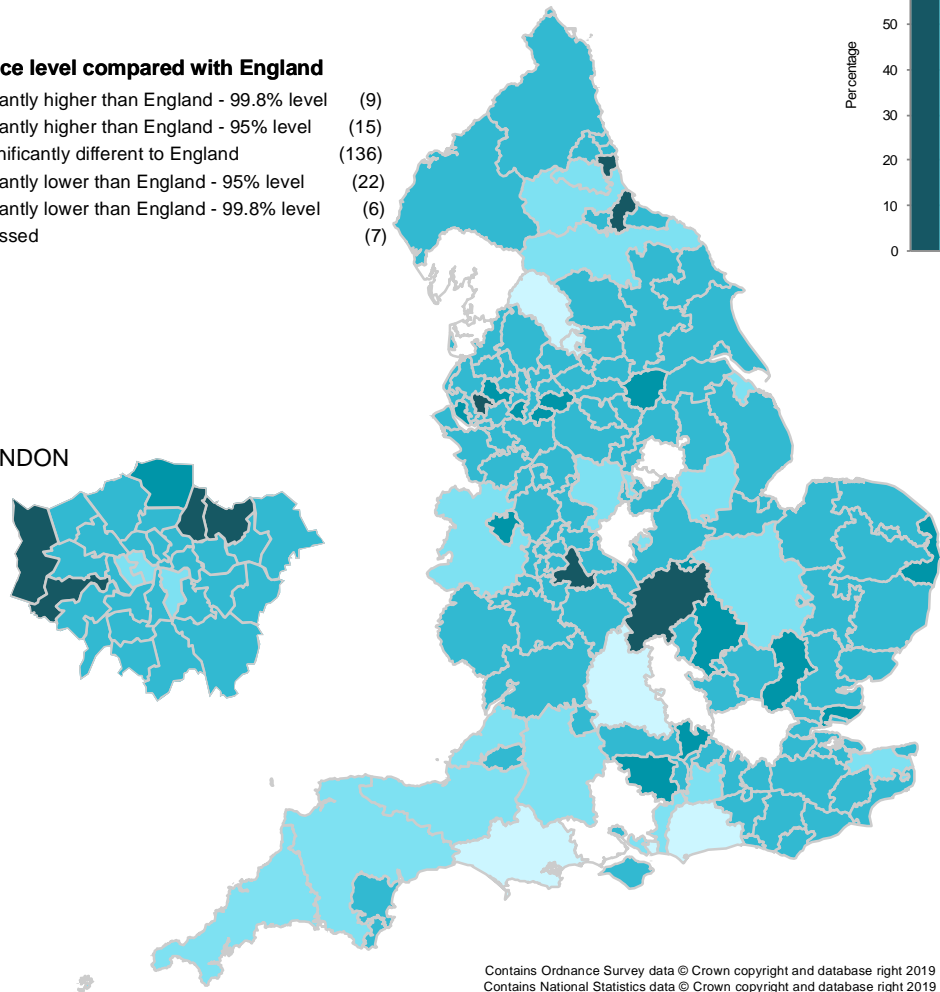 ce level compared with England
antly higher than England - 99.8% level (9)
antly higher than England - 95% level (15)
nificantly different to England (136)
antly lower than England - 95% level (22)
antly lower than England - 99.8% level (6)
ssed (7)
Percentage
50
40
30
20
10
0
NDON
Contains Ordnance Survey data © Crown copyright and database right 2019
Contains National Statistics data © Crown copyright and database right 2019